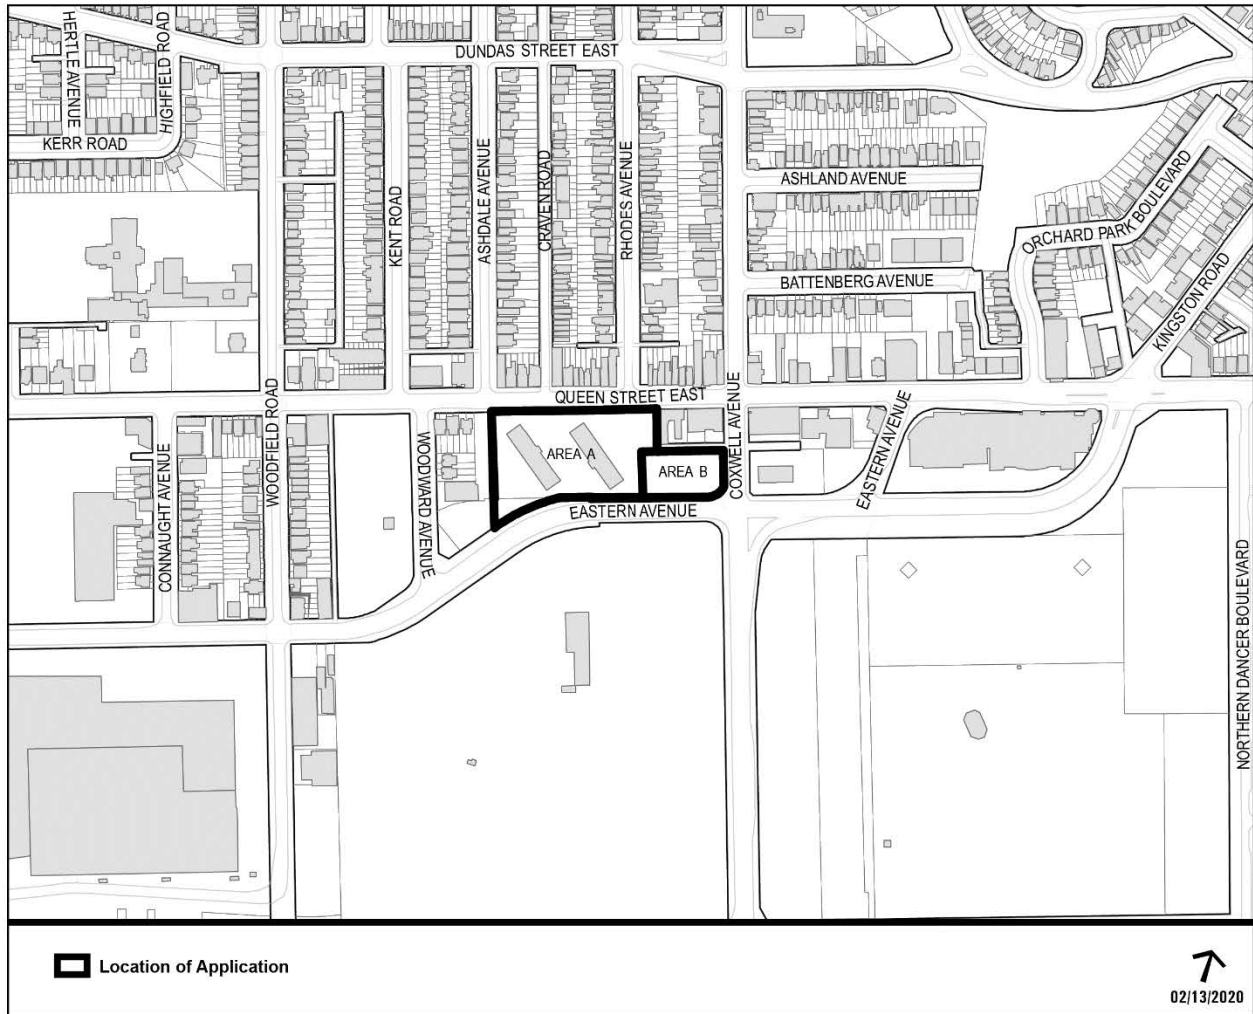 DUNDAS STREET EAST
HERTLE AVENUE
HIGHFIELD ROAD
KERR ROAD
KENT ROAD
ASHDALE AVENUE
CRAVEN ROAD
RHODES AVENUE
ASHLAND AVENUE
ORCHARD PARK BOULEVARD
BATTENBERG AVENUE
KINGSTON ROAD
QUEEN STREET EAST
COXWELL AVENUE
EASTERN AVENUE
CONNAUGHT AVENUE
WOODFIELD ROAD
WOODWARD AVENUE
AREA A
AREA B
EASTERN AVENUE
NORTHERN DANCER BOULEVARD
Location of Application
02/13/2020